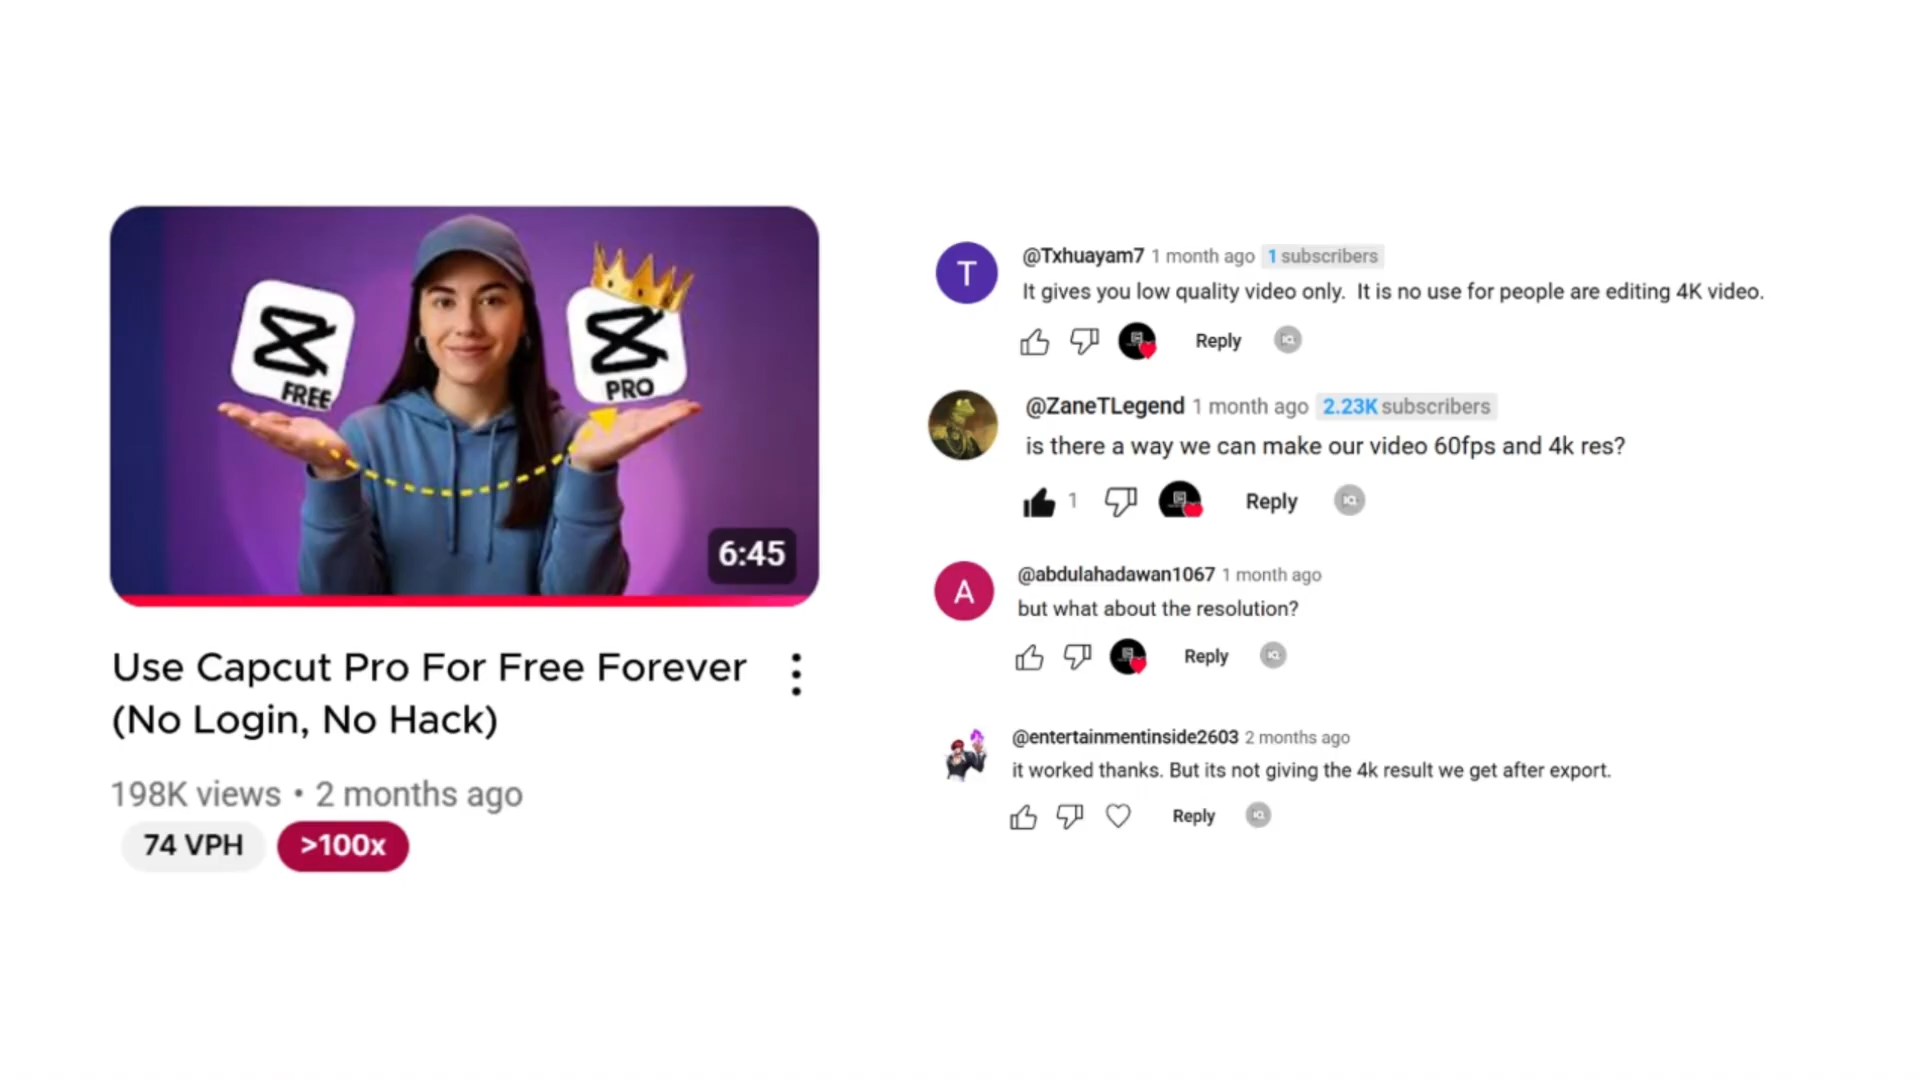 FREE
PRO
6:45
Use Capcut Pro For Free Forever
(No Login, No Hack)
198K views • 2 months ago
74 VPH >100x
T
@Txhuayam7 1 month ago 1 subscribers
It gives you low quality video only. It is no use for people are editing 4K video.
Reply
@ZaneTLegend 1 month ago 2.23K subscribers
is there a way we can make our video 60fps and 4k res?
1 Reply
A
@abdulahadawan1067 1 month ago
but what about the resolution?
Reply
@entertainmentinside2603 2 months ago
it worked thanks. But its not giving the 4k result we get after export.
Reply